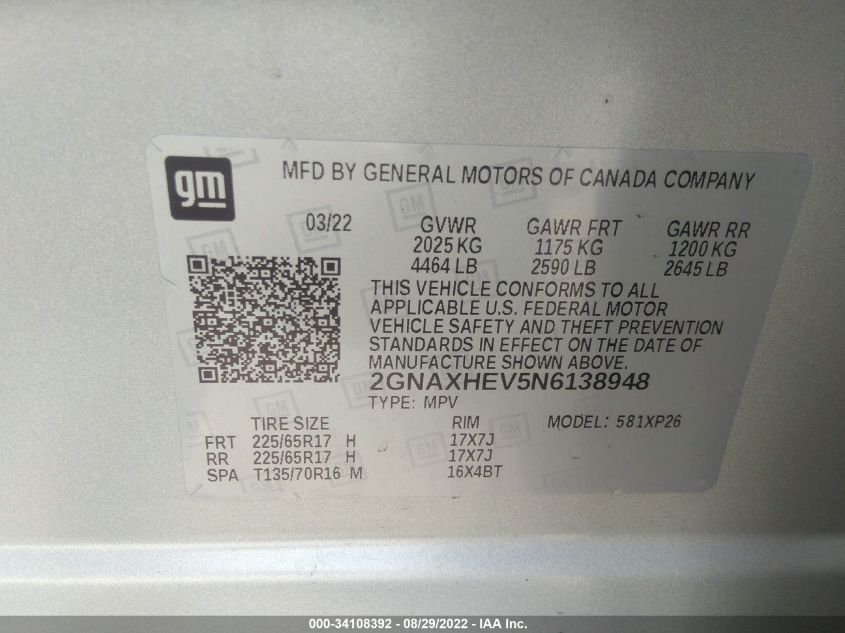 gm
MFD BY GENERAL MOTORS OF CANADA COMPANY
03/22 GVWR GAWR FRT GAWR RR
2025 KG 1175 KG 1200 KG
4464 LB 2590 LB 2645 LB
THIS VEHICLE CONFORMS TO ALL
APPLICABLE U.S. FEDERAL MOTOR
VEHICLE SAFETY AND THEFT PREVENTION
STANDARDS IN EFFECT ON THE DATE OF
MANUFACTURE SHOWN ABOVE.
2GNAXHEV5N6138948
TYPE: MPV
TIRE SIZE RIM MODEL: 581XP26
FRT 225/65R17 H 17X7J
RR 225/65R17 H 17X7J
SPA T135/70R16 M 16X4BT
000-34108392 - 08/29/2022 - IAA Inc.